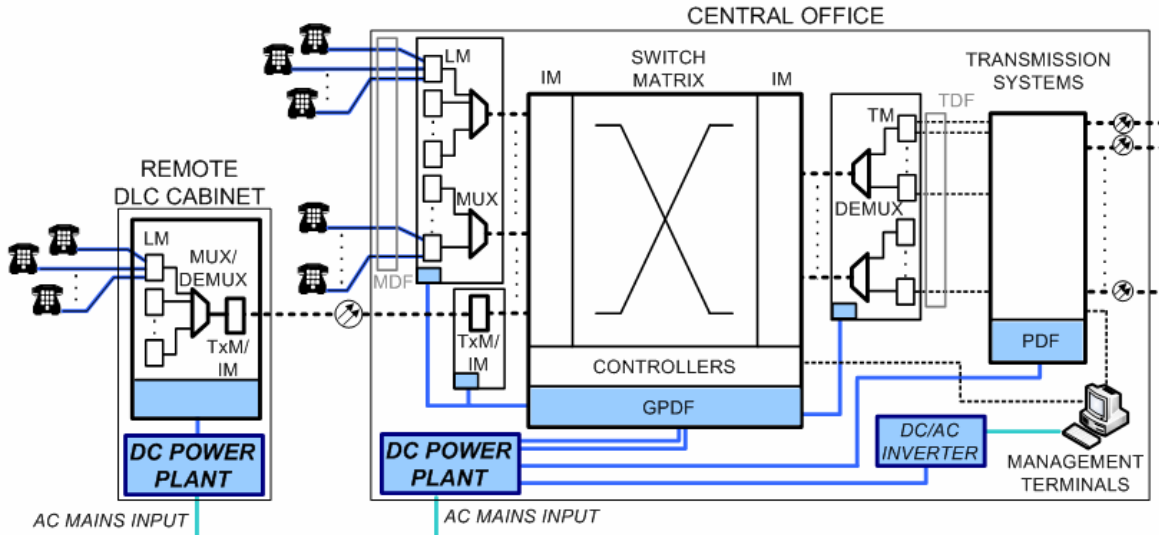 CENTRAL OFFICE
LM
IM
SWITCH
MATRIX
IM
TRANSMISSION
SYSTEMS
TM
TDF
REMOTE
DLC CABINET
MUX
DEMUX
LM
MUX/
DEMUX
MDF
TxM/
IM
TxM/
IM
CONTROLLERS
PDF
GPDF
DC POWER
PLANT
DC POWER
PLANT
DC/AC
INVERTER
MANAGEMENT
TERMINALS
AC MAINS INPUT
AC MAINS INPUT